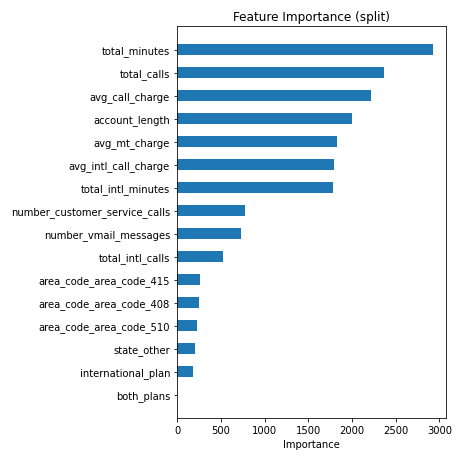 Feature Importance (split)
total_minutes
total_calls
avg_call_charge
account_length
avg_mt_charge
avg_intl_call_charge
total_intl_minutes
number_customer_service_calls
number_vmail_messages
total_intl_calls
area_code_area_code_415
area_code_area_code_408
area_code_area_code_510
state_other
international_plan
both_plans
0 500 1000 1500 2000 2500 3000
Importance